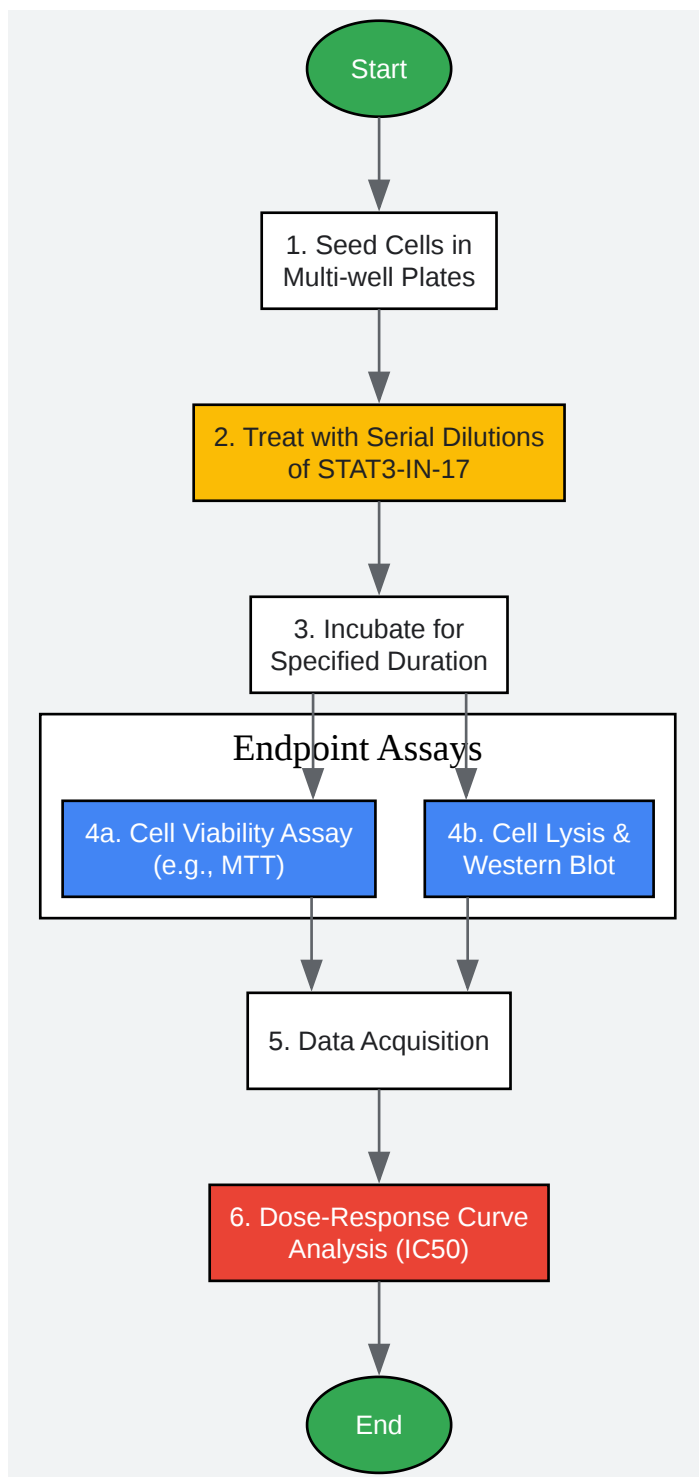 Start
1. Seed Cells in
Multi-well Plates
2. Treat with Serial Dilutions
of STAT3-IN-17
3. Incubate for
Specified Duration
Endpoint Assays
4a. Cell Viability Assay
(e.g., MTT)
4b. Cell Lysis &
Western Blot
5. Data Acquisition
6. Dose-Response Curve
Analysis (IC50)
End